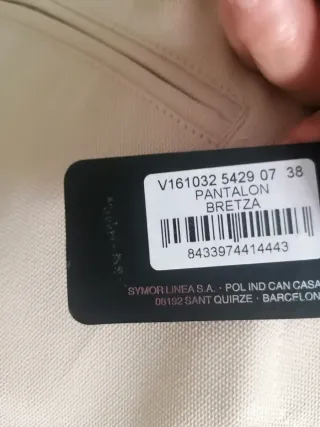 V161032 5429 07 38
PANTALON
BRETZA
8433974414443
SYMOR LINEA S.A. · POL IND CAN CASA
08192 SANT QUIRZE · BARCELON